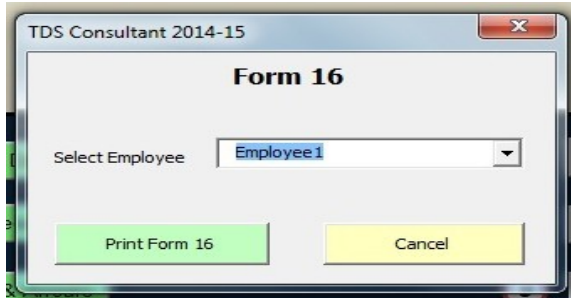 TDS Consultant 2014-15
Form 16
Select Employee
Employee1
Print Form 16
Cancel